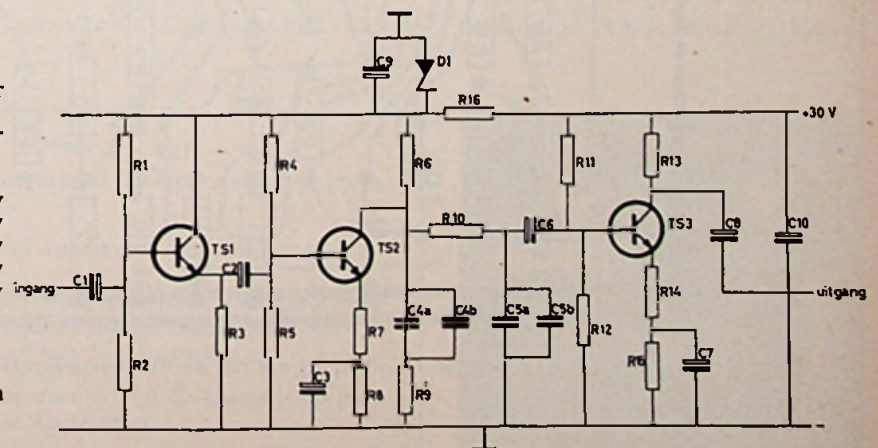 C9
D1
R16
+30 V
R1
R4
R6
R11
R13
R10
C6
TS1
TS2
TS3
C8
C10
ingang
C1
C2
uitgang
R14
C4a
C4b
C5a
C5b
R2
R3
R5
R7
R12
C3
R8
R9
C7